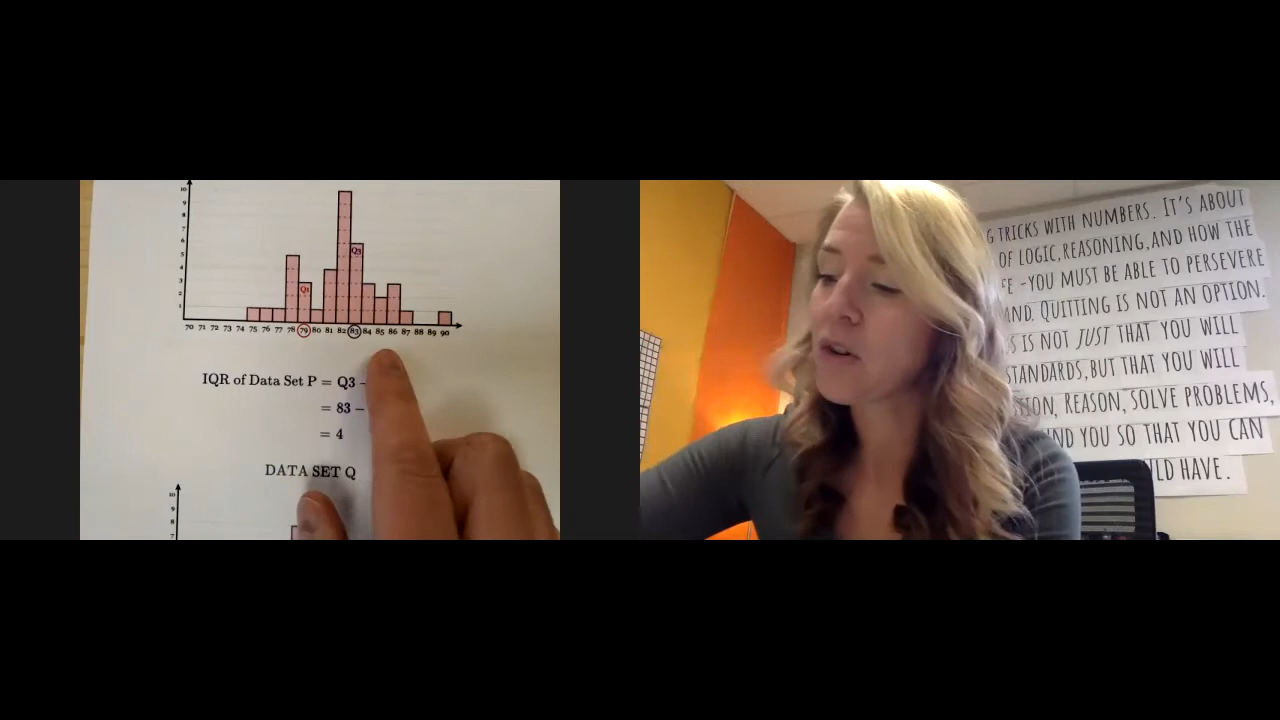 10
9
8
7
6
5
4
3
2
1
Q3
Q1
70 71 72 73 74 75 76 77 78 79 80 81 82 83 84 85 86 87 88 89 90
IQR of Data Set P = Q3 −
= 83 −
= 4
DATA SET Q
10
9
8
7
G TRICKS WITH NUMBERS. IT'S ABOUT
OF LOGIC, REASONING, AND HOW THE
FE - YOU MUST BE ABLE TO PERSEVERE
AND. QUITTING IS NOT AN OPTION.
S IS NOT JUST THAT YOU WILL
STANDARDS, BUT THAT YOU WILL
STION, REASON, SOLVE PROBLEMS,
ND YOU SO THAT YOU CAN
ULD HAVE.